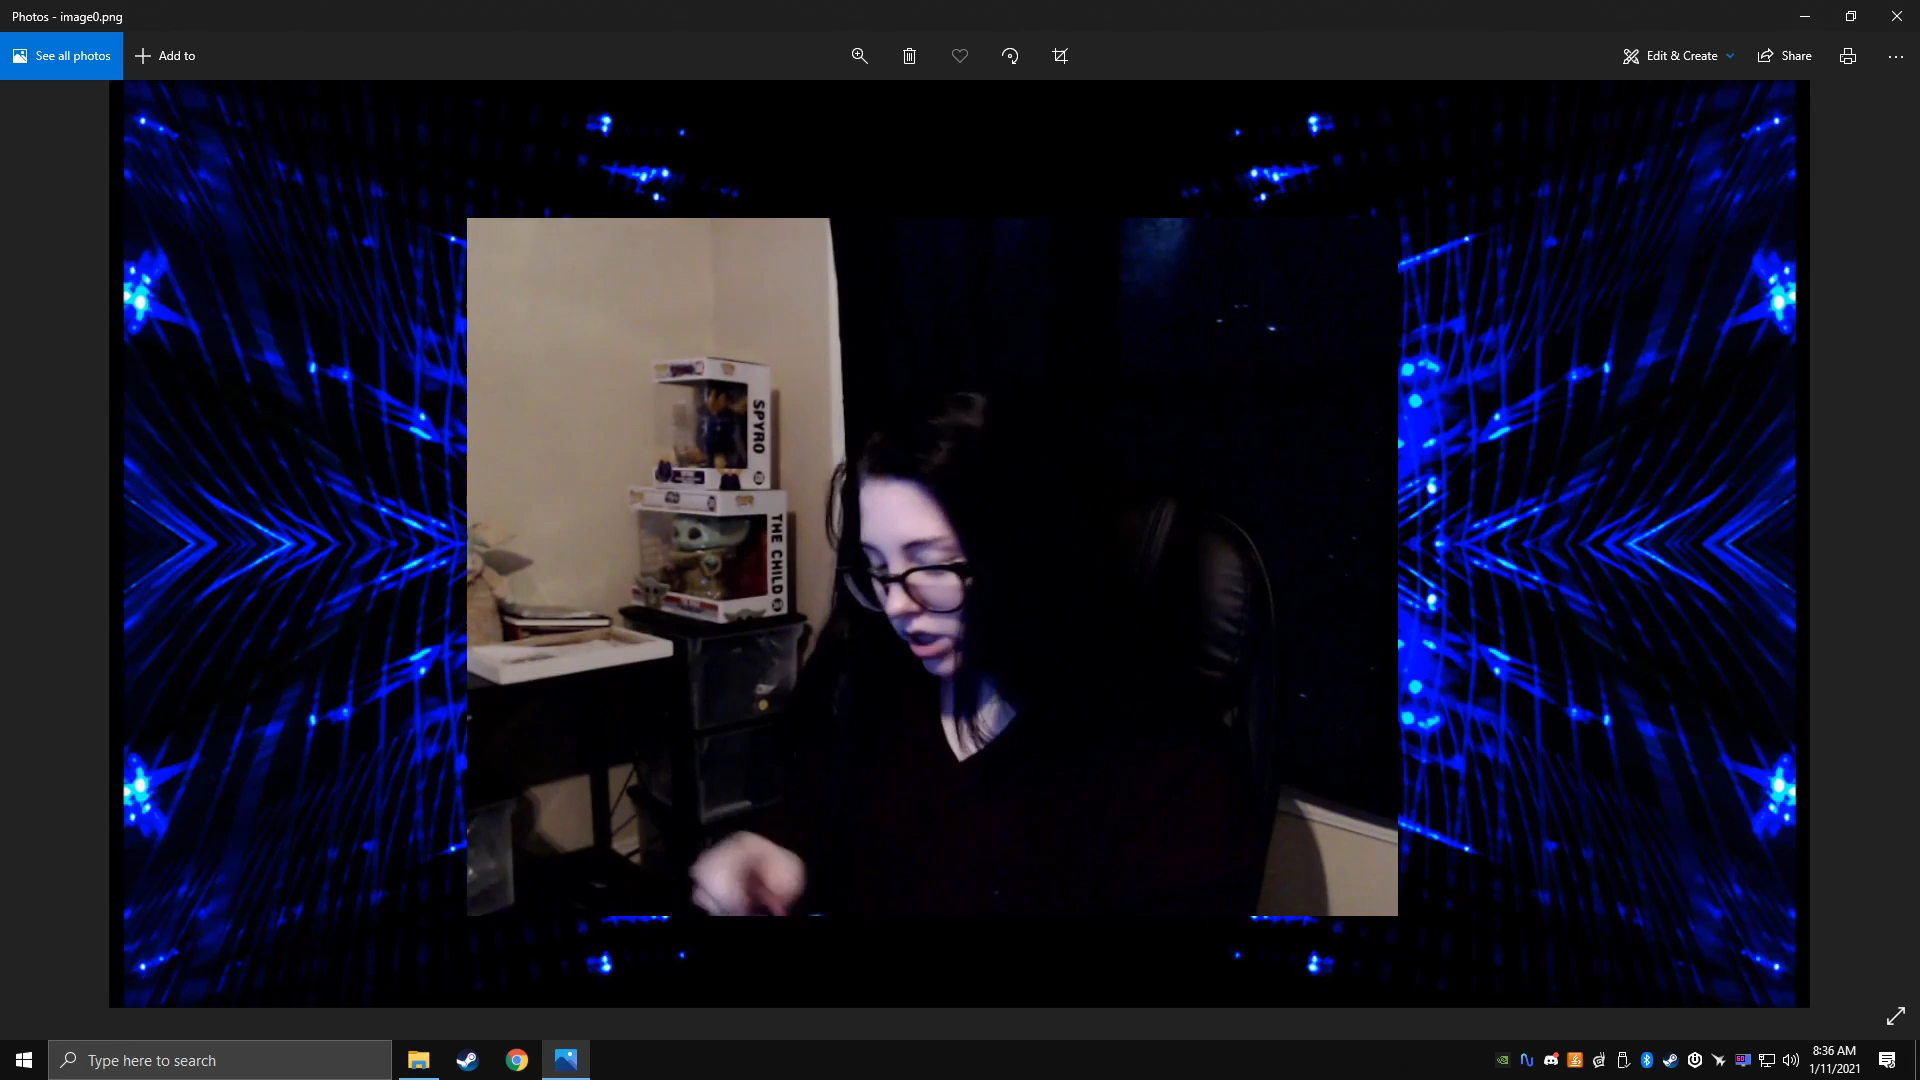 Photos - image0.png
See all photos
Add to
Edit & Create
Share
SPYRO
THE CHILD
Type here to search
8:36 AM
1/11/2021